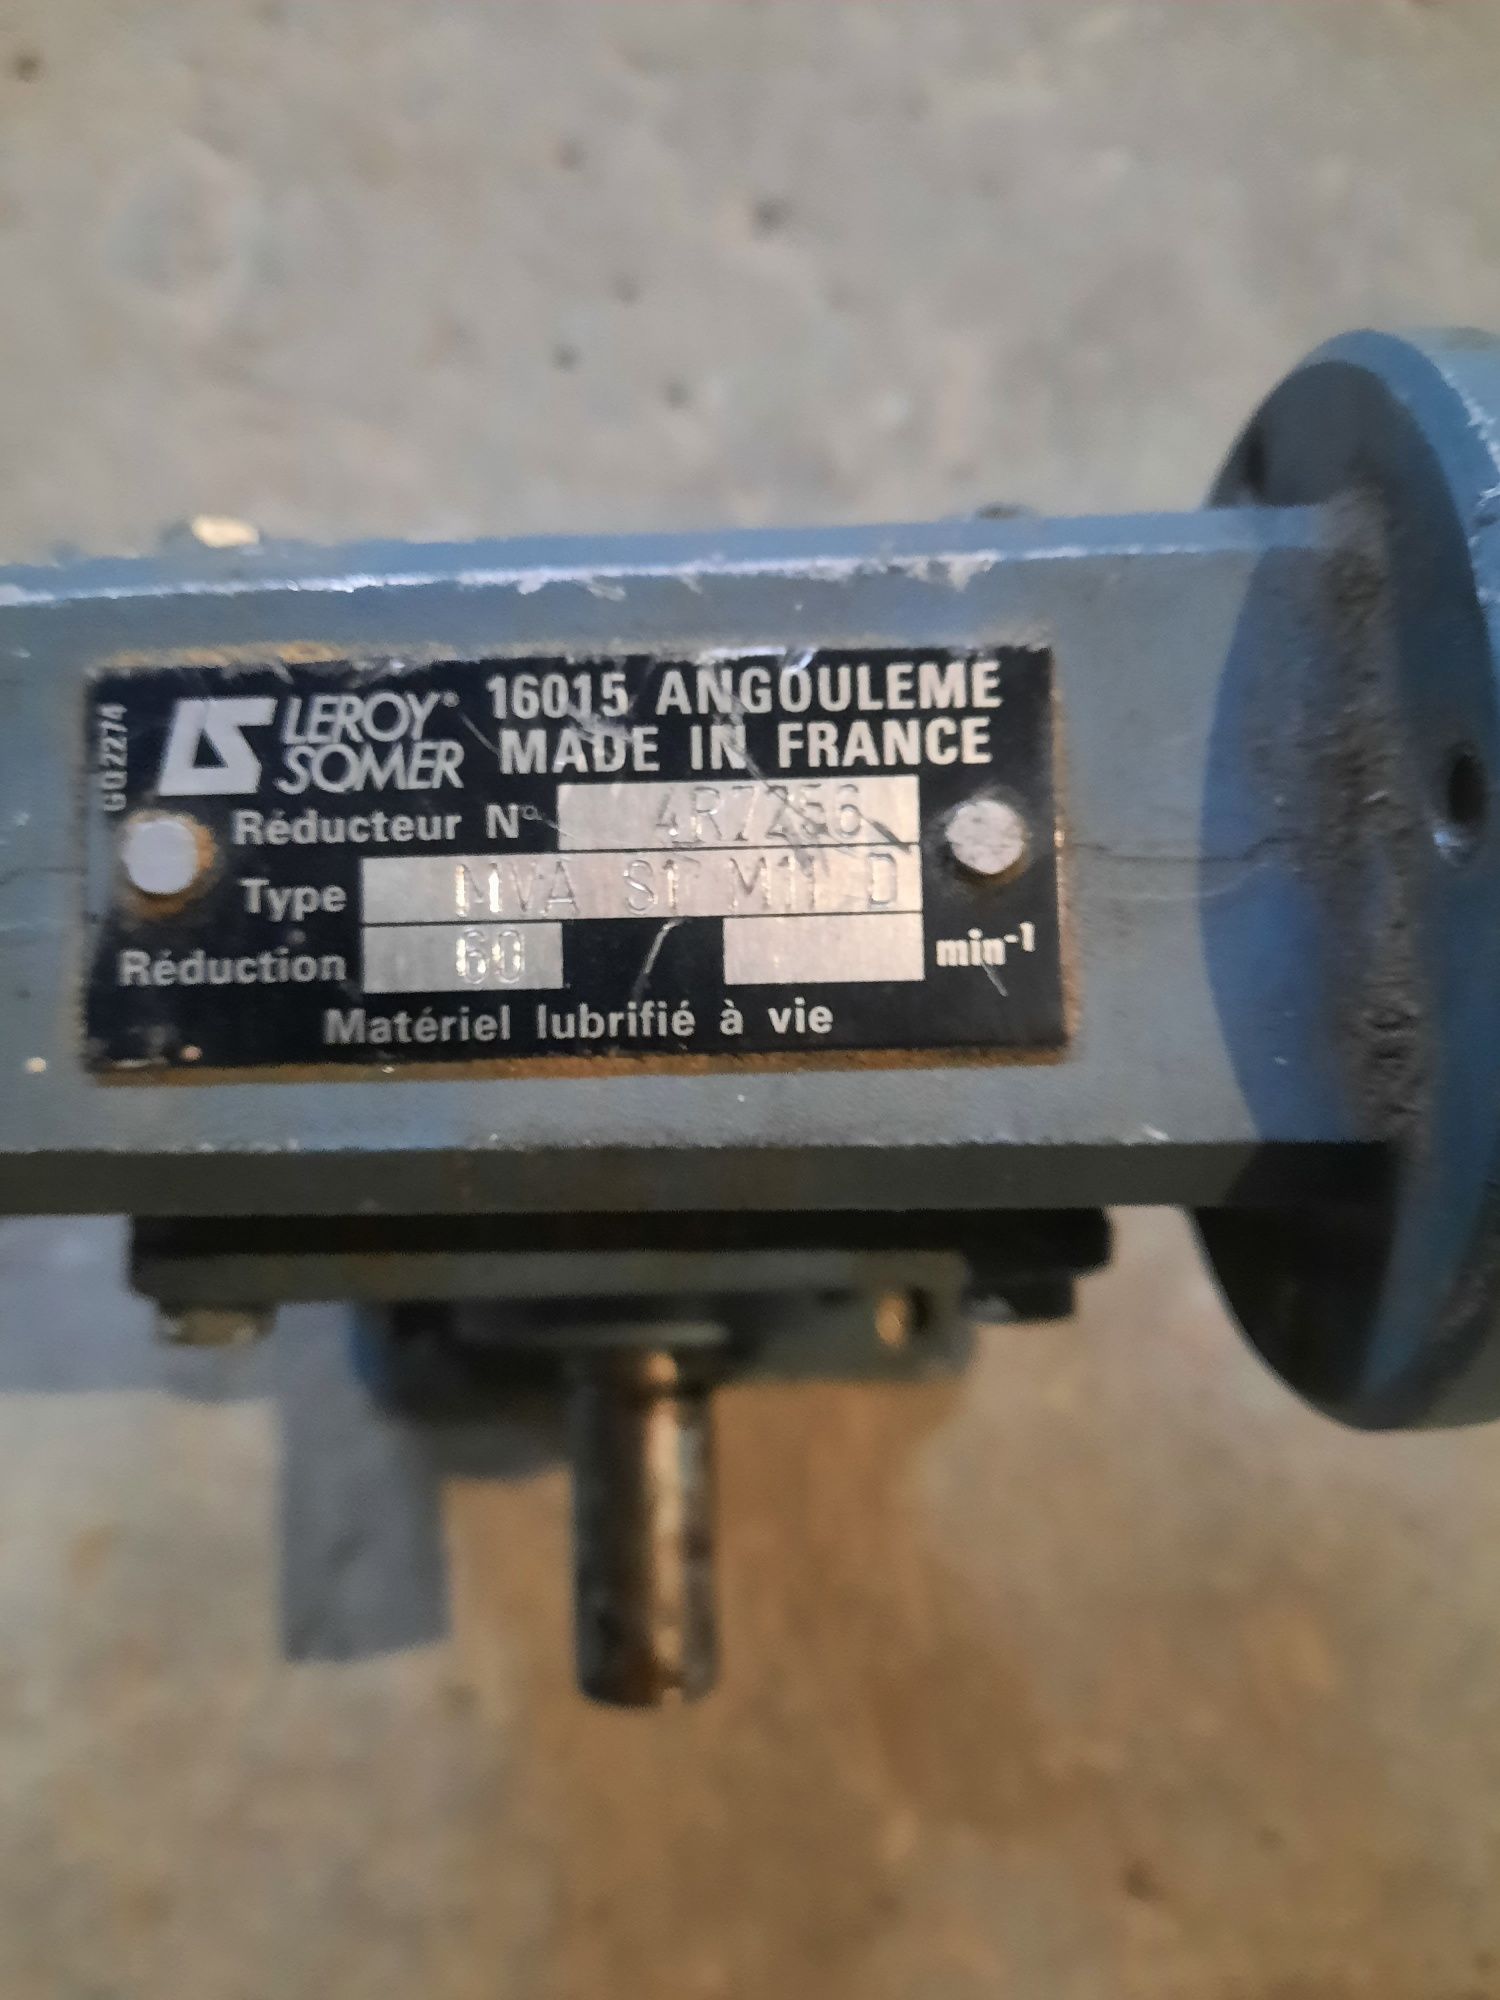 GQ2274
LEROY® SOMER
16015 ANGOULEME
MADE IN FRANCE
Réducteur N° 4R7256
Type MVA S1 M11 D
Réduction 60 min-1
Matériel lubrifié à vie